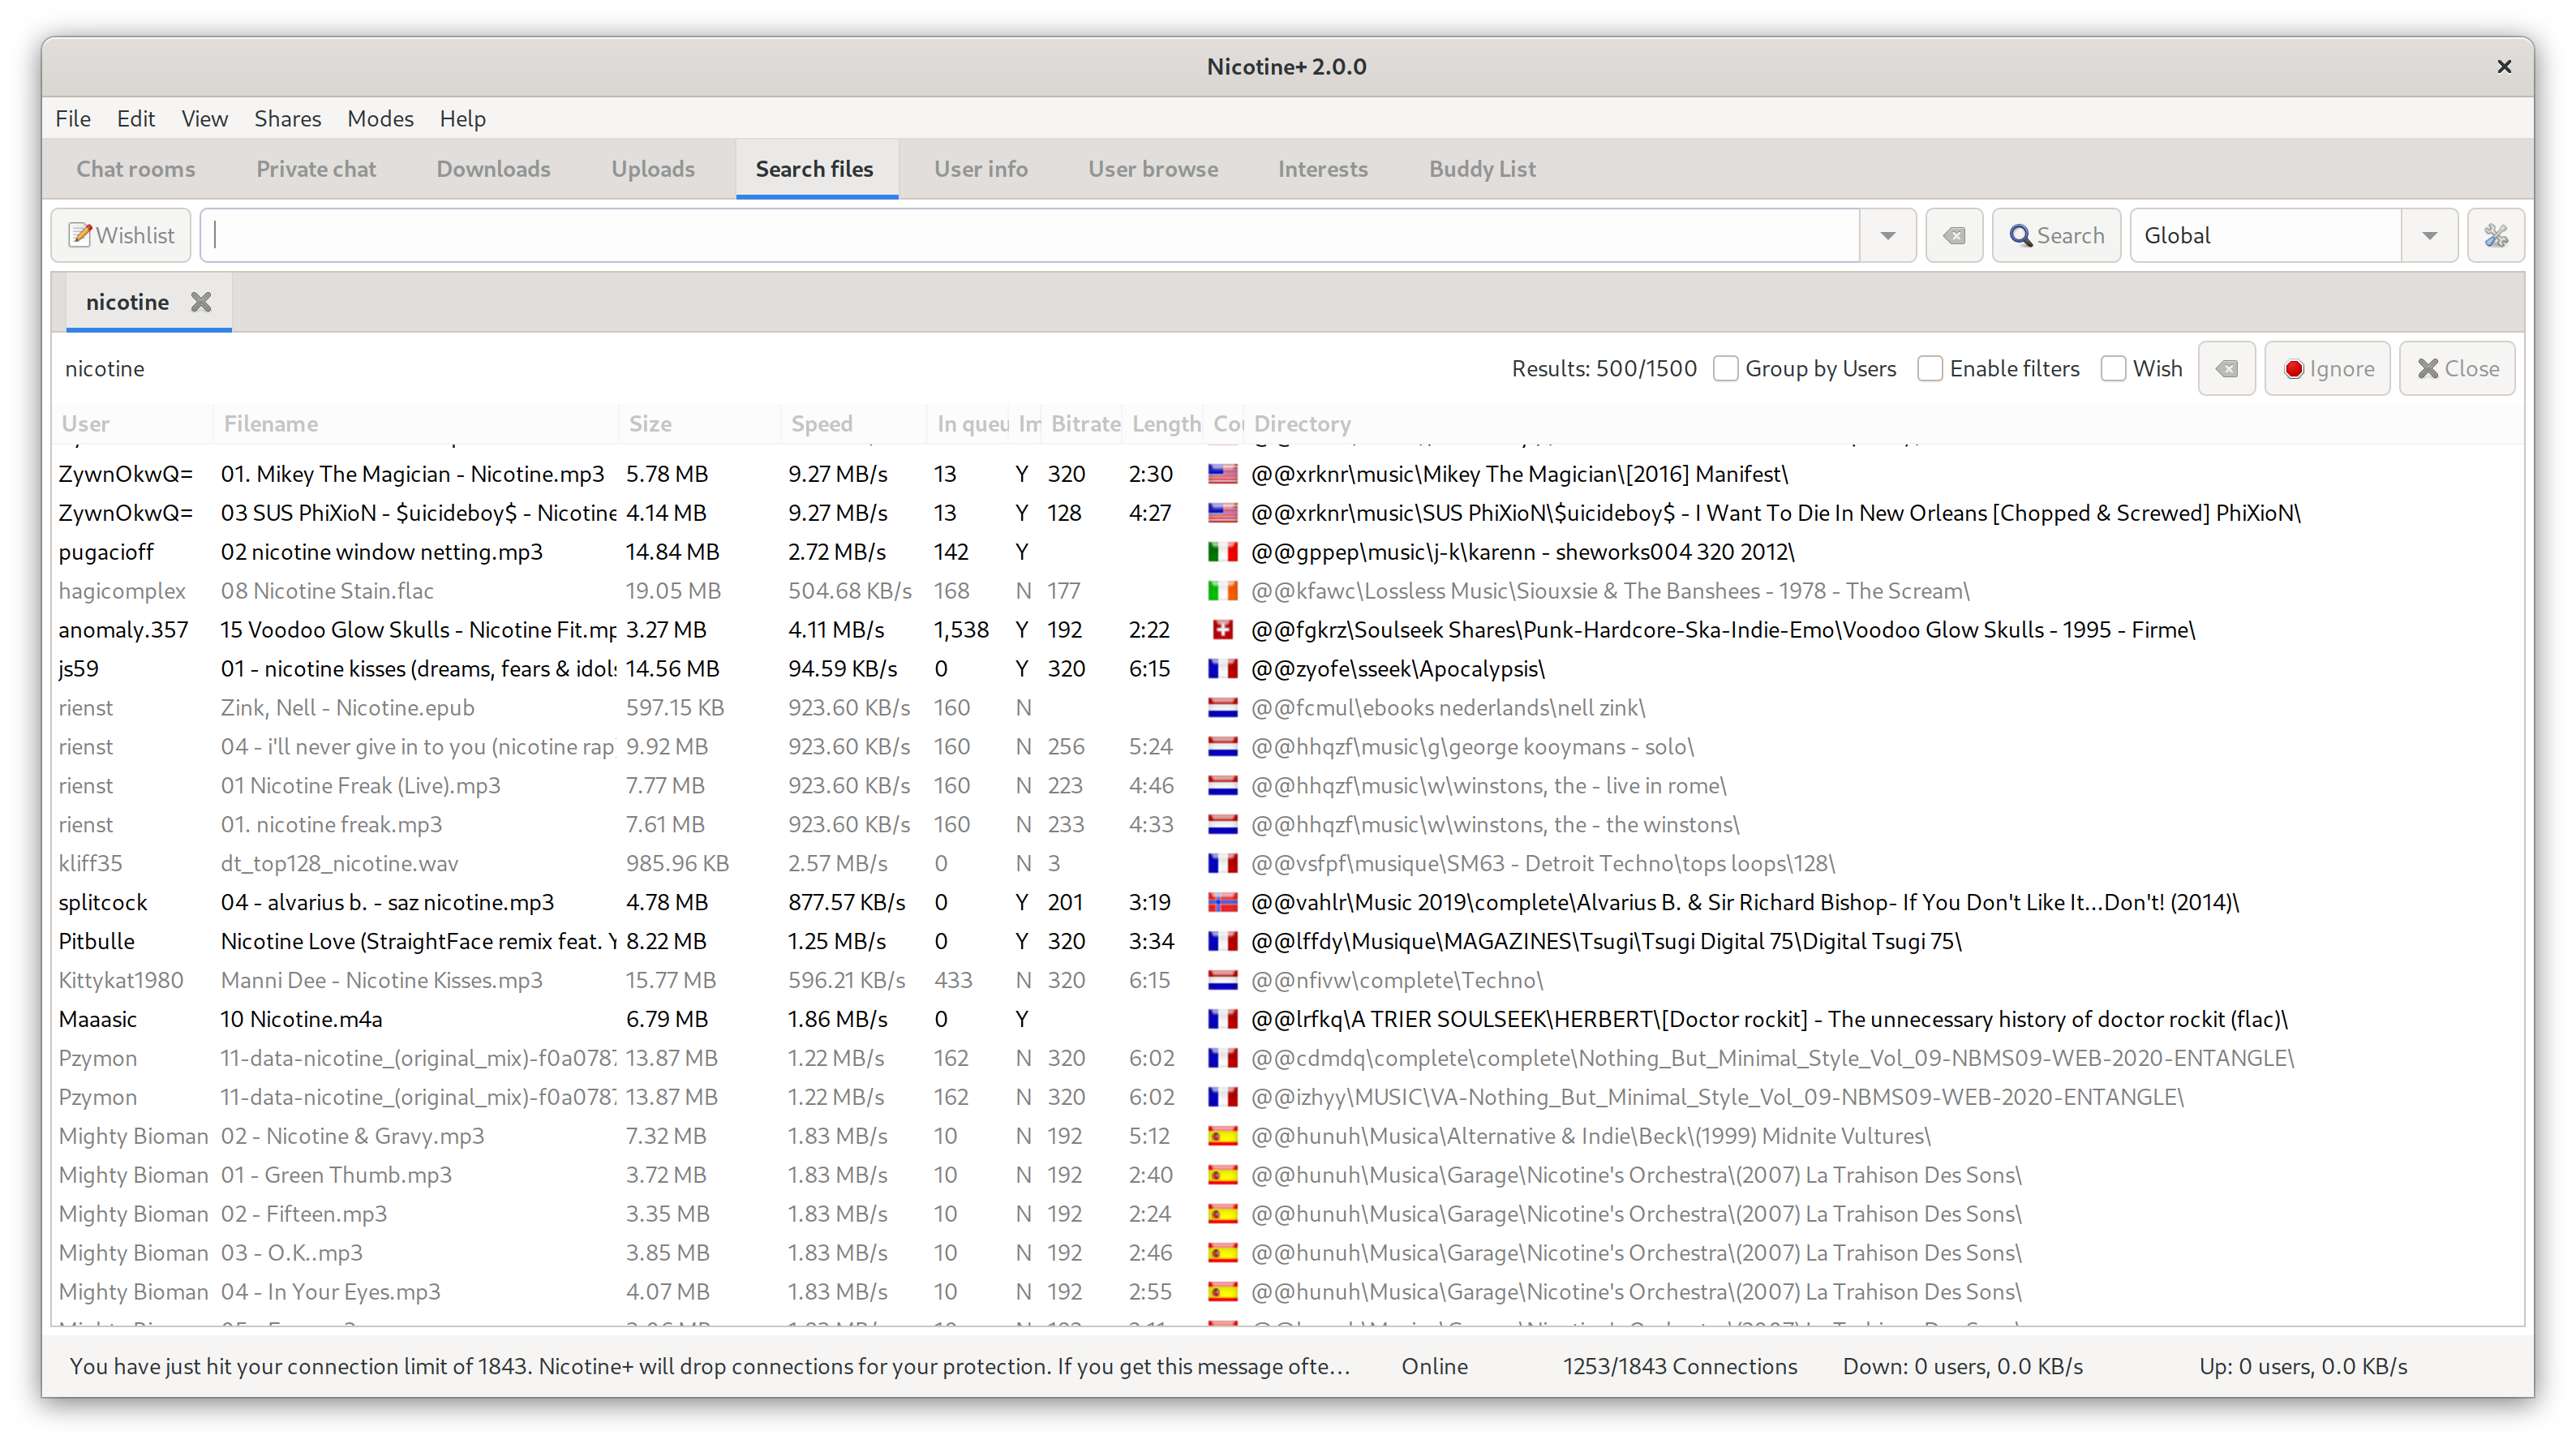 Nicotine+ 2.0.0
File Edit View Shares Modes Help
Chat rooms Private chat Downloads Uploads Search files User info User browse Interests Buddy List
Wishlist Search Global
nicotine
nicotine Results: 500/1500 Group by Users Enable filters Wish Ignore Close
User Filename Size Speed In queu Im Bitrate Length Cou Directory
ZywnOkwQ= 01. Mikey The Magician - Nicotine.mp3 5.78 MB 9.27 MB/s 13 Y 320 2:30 @@xrknr\music\Mikey The Magician\[2016] Manifest\
ZywnOkwQ= 03 SUS PhiXioN - $uicideboy$ - Nicotine 4.14 MB 9.27 MB/s 13 Y 128 4:27 @@xrknr\music\SUS PhiXioN\$uicideboy$ - I Want To Die In New Orleans [Chopped & Screwed] PhiXioN\
pugacioff 02 nicotine window netting.mp3 14.84 MB 2.72 MB/s 142 Y @@gppep\music\j-k\karenn - sheworks004 320 2012\
hagicomplex 08 Nicotine Stain.flac 19.05 MB 504.68 KB/s 168 N 177 @@kfawc\Lossless Music\Siouxsie & The Banshees - 1978 - The Scream\
anomaly.357 15 Voodoo Glow Skulls - Nicotine Fit.mp 3.27 MB 4.11 MB/s 1,538 Y 192 2:22 @@fgkrz\Soulseek Shares\Punk-Hardcore-Ska-Indie-Emo\Voodoo Glow Skulls - 1995 - Firme\
js59 01 - nicotine kisses (dreams, fears & idols 14.56 MB 94.59 KB/s 0 Y 320 6:15 @@zyofe\sseek\Apocalypsis\
rienst Zink, Nell - Nicotine.epub 597.15 KB 923.60 KB/s 160 N @@fcmul\ebooks nederlands\nell zink\
rienst 04 - i'll never give in to you (nicotine rap 9.92 MB 923.60 KB/s 160 N 256 5:24 @@hhqzf\music\g\george kooymans - solo\
rienst 01 Nicotine Freak (Live).mp3 7.77 MB 923.60 KB/s 160 N 223 4:46 @@hhqzf\music\w\winstons, the - live in rome\
rienst 01. nicotine freak.mp3 7.61 MB 923.60 KB/s 160 N 233 4:33 @@hhqzf\music\w\winstons, the - the winstons\
kliff35 dt_top128_nicotine.wav 985.96 KB 2.57 MB/s 0 N 3 @@vsfpf\musique\SM63 - Detroit Techno\tops loops\128\
splitcock 04 - alvarius b. - saz nicotine.mp3 4.78 MB 877.57 KB/s 0 Y 201 3:19 @@vahlr\Music 2019\complete\Alvarius B. & Sir Richard Bishop- If You Don't Like It...Don't! (2014)\
Pitbulle Nicotine Love (StraightFace remix feat. Y 8.22 MB 1.25 MB/s 0 Y 320 3:34 @@lffdy\Musique\MAGAZINES\Tsugi\Tsugi Digital 75\Digital Tsugi 75\
Kittykat1980 Manni Dee - Nicotine Kisses.mp3 15.77 MB 596.21 KB/s 433 N 320 6:15 @@nfivw\complete\Techno\
Maaasic 10 Nicotine.m4a 6.79 MB 1.86 MB/s 0 Y @@lrfkq\A TRIER SOULSEEK\HERBERT\[Doctor rockit] - The unnecessary history of doctor rockit (flac)\
Pzymon 11-data-nicotine_(original_mix)-f0a0787 13.87 MB 1.22 MB/s 162 N 320 6:02 @@cdmdq\complete\complete\Nothing_But_Minimal_Style_Vol_09-NBMS09-WEB-2020-ENTANGLE\
Pzymon 11-data-nicotine_(original_mix)-f0a0787 13.87 MB 1.22 MB/s 162 N 320 6:02 @@izhyy\MUSIC\VA-Nothing_But_Minimal_Style_Vol_09-NBMS09-WEB-2020-ENTANGLE\
Mighty Bioman 02 - Nicotine & Gravy.mp3 7.32 MB 1.83 MB/s 10 N 192 5:12 @@hunuh\Musica\Alternative & Indie\Beck\(1999) Midnite Vultures\
Mighty Bioman 01 - Green Thumb.mp3 3.72 MB 1.83 MB/s 10 N 192 2:40 @@hunuh\Musica\Garage\Nicotine's Orchestra\(2007) La Trahison Des Sons\
Mighty Bioman 02 - Fifteen.mp3 3.35 MB 1.83 MB/s 10 N 192 2:24 @@hunuh\Musica\Garage\Nicotine's Orchestra\(2007) La Trahison Des Sons\
Mighty Bioman 03 - O.K..mp3 3.85 MB 1.83 MB/s 10 N 192 2:46 @@hunuh\Musica\Garage\Nicotine's Orchestra\(2007) La Trahison Des Sons\
Mighty Bioman 04 - In Your Eyes.mp3 4.07 MB 1.83 MB/s 10 N 192 2:55 @@hunuh\Musica\Garage\Nicotine's Orchestra\(2007) La Trahison Des Sons\
You have just hit your connection limit of 1843. Nicotine+ will drop connections for your protection. If you get this message ofte... Online 1253/1843 Connections Down: 0 users, 0.0 KB/s Up: 0 users, 0.0 KB/s